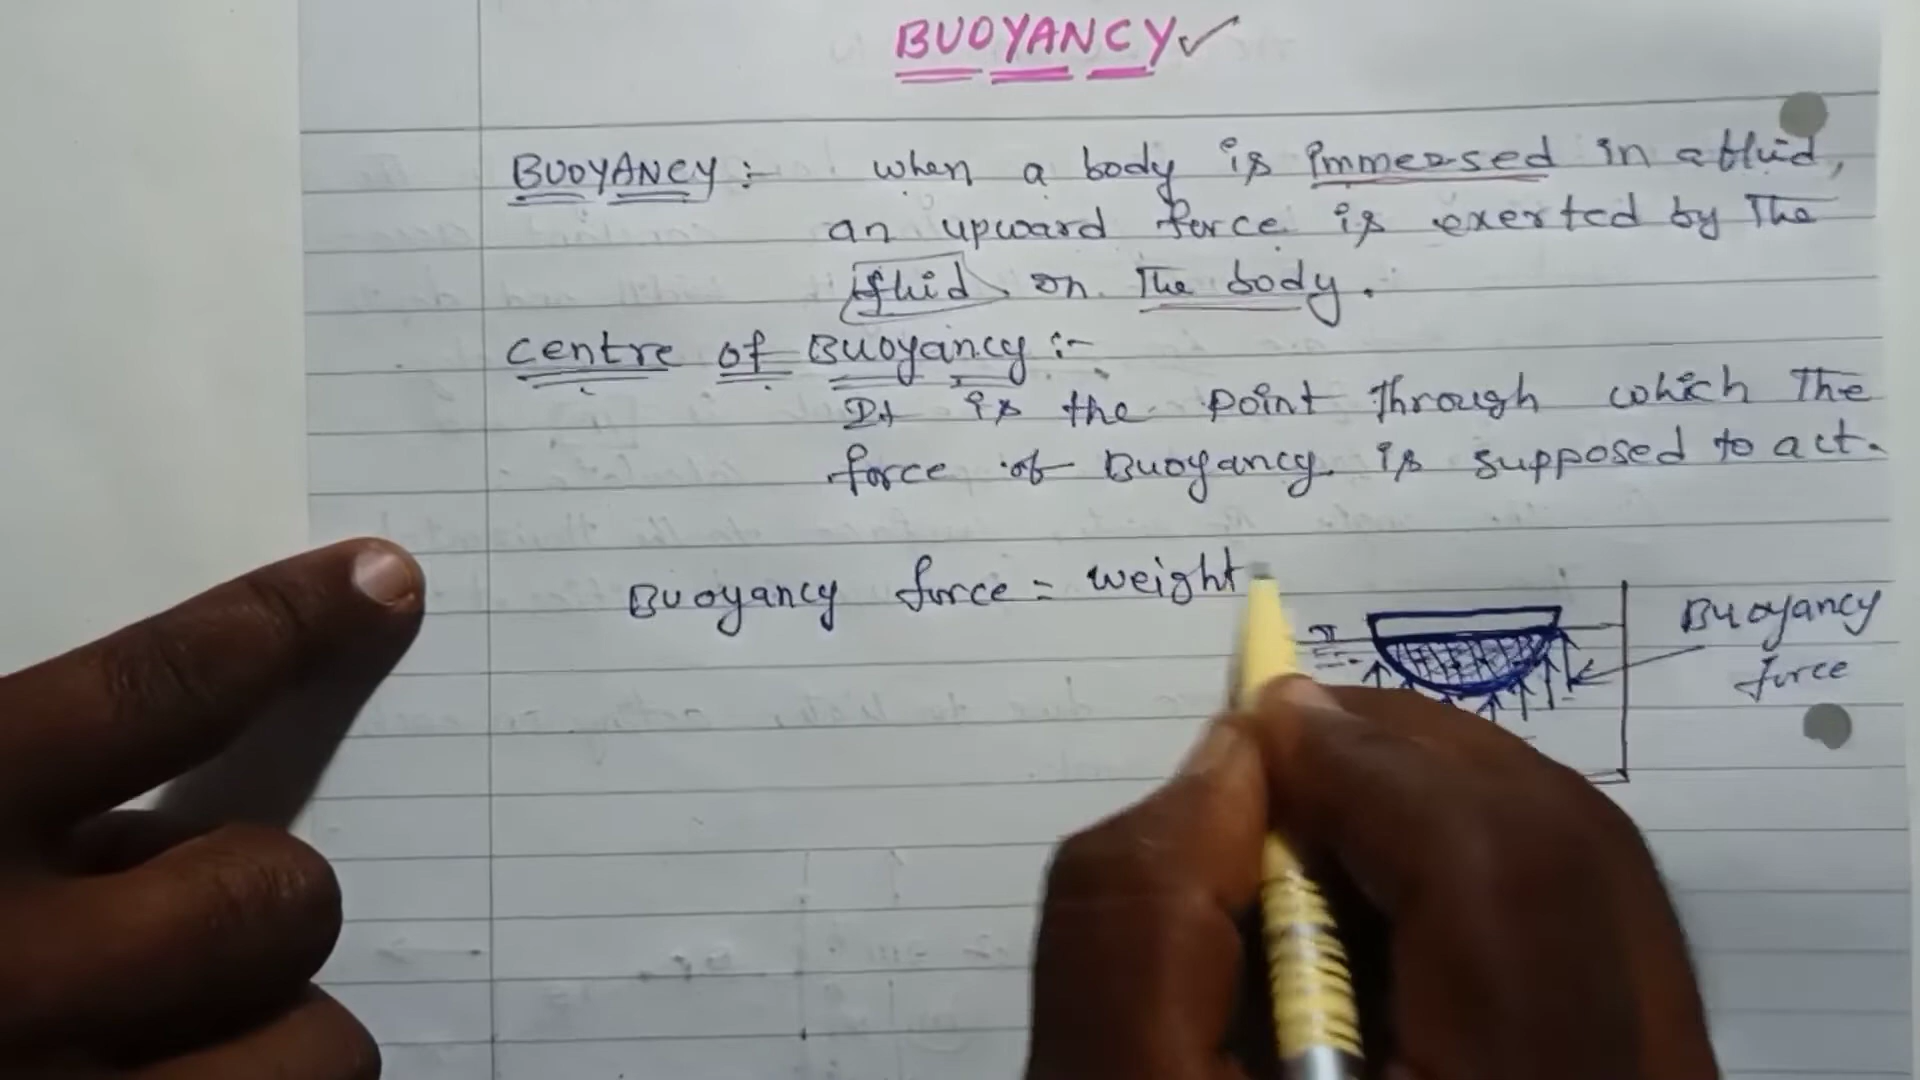 BUOYANCY✓
BUOYANCY :- when a body is immersed in a fluid,
an upward force is exerted by The
fluid on The body.
centre of Buoyancy :-
It is the point through which The
force of Buoyancy is supposed to act.
Buoyancy force = weight
Buoyancy
force